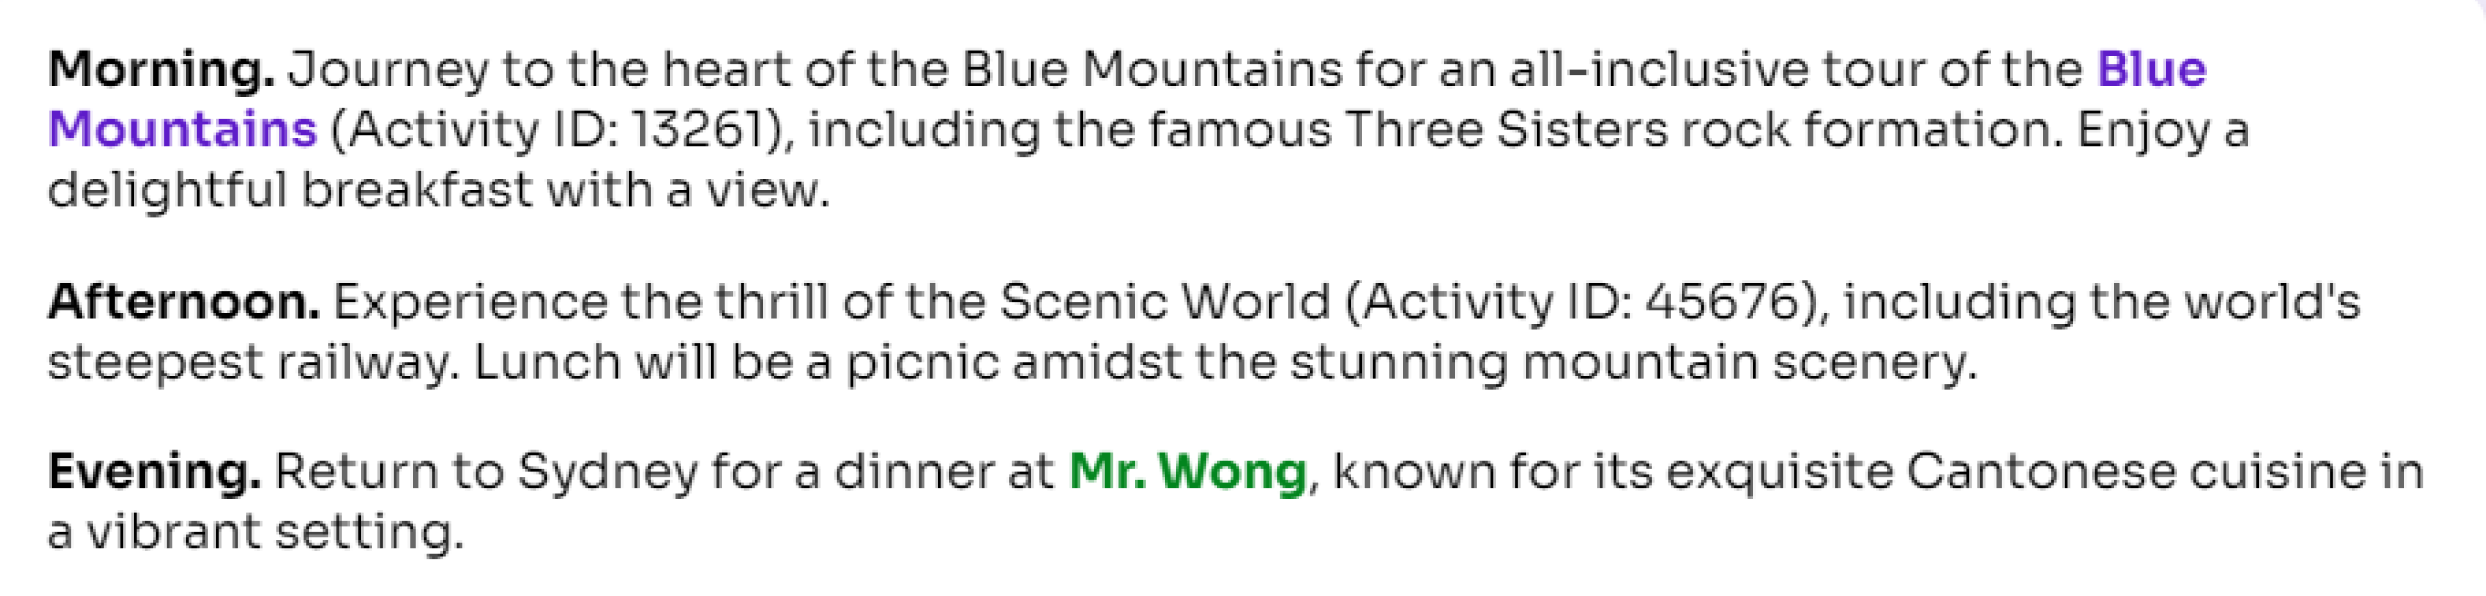 Morning. Journey to the heart of the Blue Mountains for an all-inclusive tour of the Blue
Mountains (Activity ID: 13261), including the famous Three Sisters rock formation. Enjoy a
delightful breakfast with a view.
Afternoon. Experience the thrill of the Scenic World (Activity ID: 45676), including the world's
steepest railway. Lunch will be a picnic amidst the stunning mountain scenery.
Evening. Return to Sydney for a dinner at Mr. Wong, known for its exquisite Cantonese cuisine in
a vibrant setting.